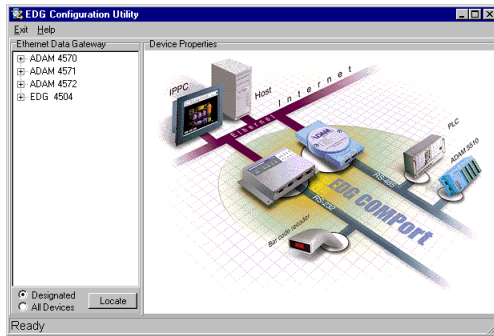 EDG Configuration Utility
Exit Help
Ethernet Data Gateway
Device Properties
ADAM 4570
ADAM 4571
ADAM 4572
EDG 4504
IPPC
Host
Internet
Ethernet
ADAM
PLC
ADAM 5510
RS-485
RS-232
EDG COMPort
Bar code reader
Designated
All Devices
Locate
Ready